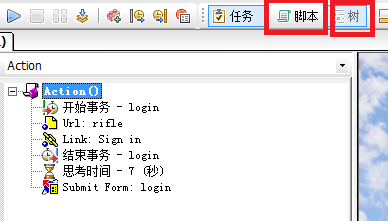 任务 脚本 树
)
Action
Action()
开始事务 - login
Url: rifle
Link: Sign in
结束事务 - login
思考时间 - 7 (秒)
Submit Form: login